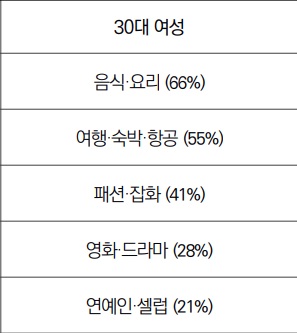 30대 여성
음식·요리 (66%)
여행·숙박·항공 (55%)
패션·잡화 (41%)
영화·드라마 (28%)
연예인·셀럽 (21%)